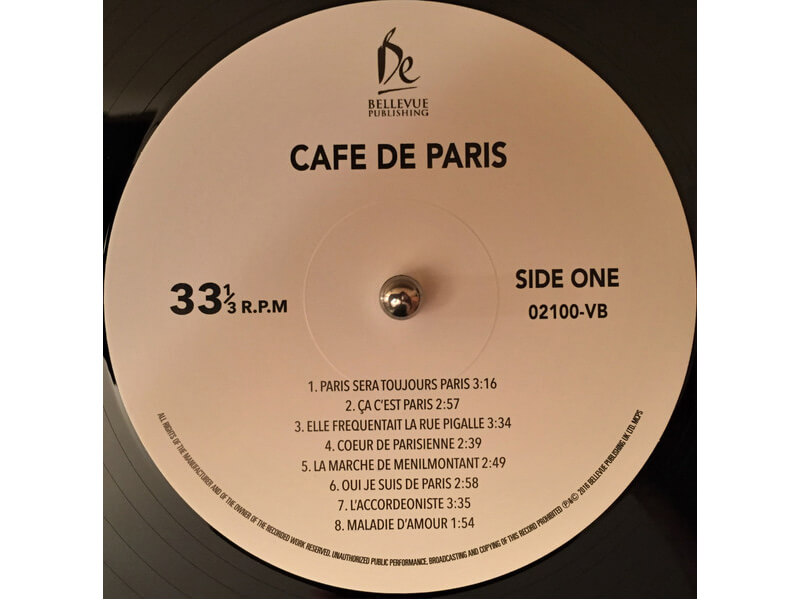 Be
BELLEVUE
PUBLISHING
CAFE DE PARIS
33 1/3 R.P.M
SIDE ONE
02100-VB
1. PARIS SERA TOUJOURS PARIS 3:16
2. ÇA C'EST PARIS 2:57
3. ELLE FREQUENTAIT LA RUE PIGALLE 3:34
4. COEUR DE PARISIENNE 2:39
5. LA MARCHE DE MENILMONTANT 2:49
6. OUI JE SUIS DE PARIS 2:58
7. L'ACCORDEONISTE 3:35
8. MALADIE D'AMOUR 1:54
ALL RIGHTS OF THE MANUFACTURER AND OF THE OWNER OF THE RECORDED WORK RESERVED. UNAUTHORIZED PUBLIC PERFORMANCE, BROADCASTING AND COPYING OF THIS RECORD PROHIBITED ℗&© 2018 BELLEVUE PUBLISHING UK LTD. MCPS